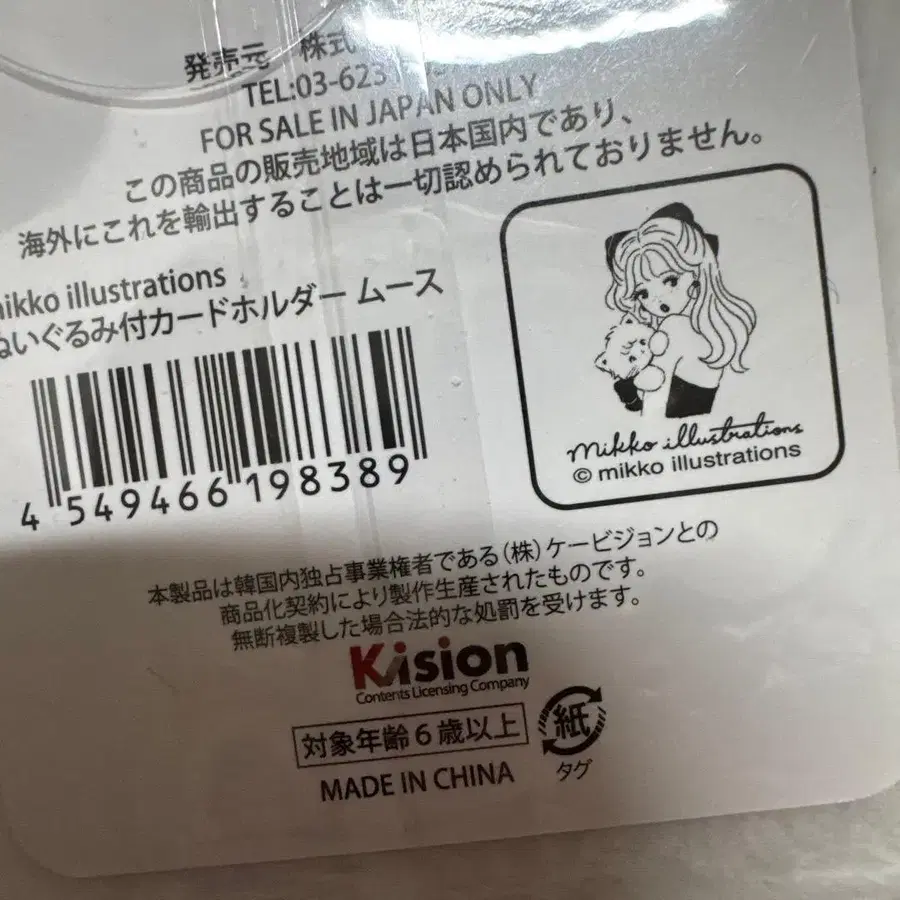 発売元 株式
TEL:03-623
FOR SALE IN JAPAN ONLY
この商品の販売地域は日本国内であり、
海外にこれを輸出することは一切認められておりません。
mikko illustrations
ぬいぐるみ付カードホルダー ムース
4 549466 198389
mikko illustrations
© mikko illustrations
本製品は韓国内独占事業権者である(株)ケービジョンとの
商品化契約により製作生産されたものです。
無断複製した場合法的な処罰を受けます。
Kision
Contents Licensing Company
対象年齢6歳以上
紙
タグ
MADE IN CHINA